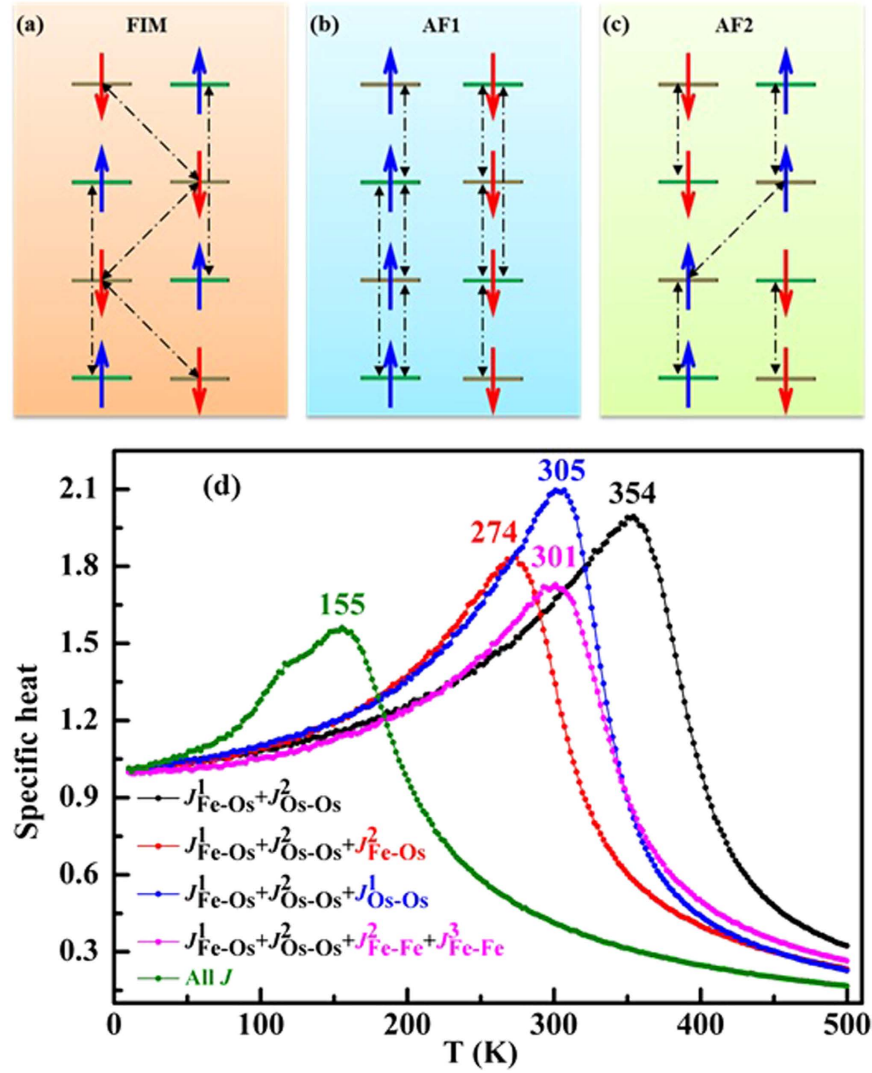 (a) FIM
(b) AF1
(c) AF2
(d)
155
274
305
301
354
Specific heat
2.1
1.8
1.5
1.2
0.9
0.6
0.3
J¹Fe-Os+J²Os-Os
J¹Fe-Os+J²Os-Os+J²Fe-Os
J¹Fe-Os+J²Os-Os+J¹Os-Os
J¹Fe-Os+J²Os-Os+J²Fe-Fe+J³Fe-Fe
All J
0 100 200 300 400 500
T (K)